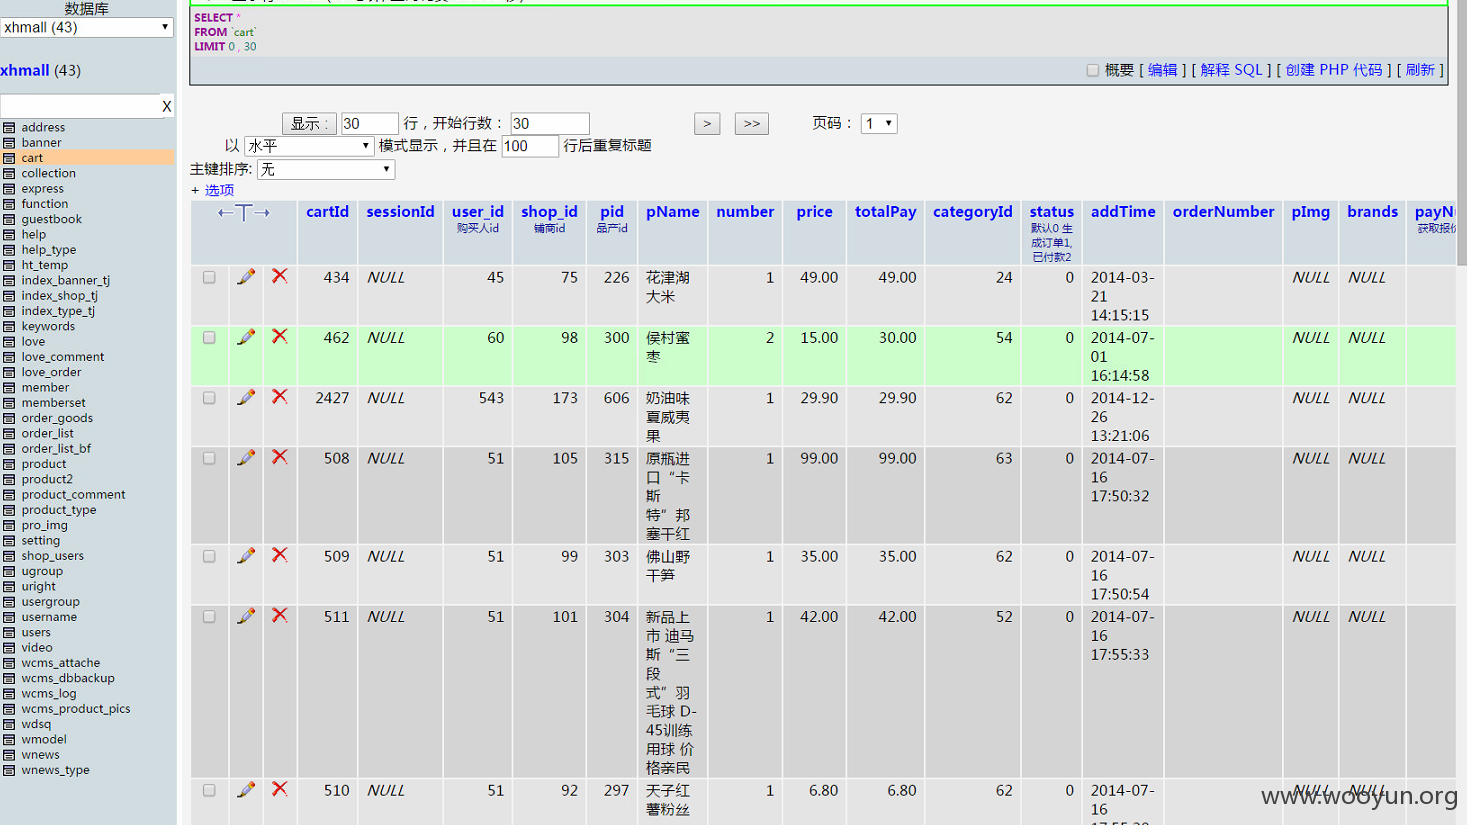 数据库
xhmall (43)
xhmall (43)
X
address
banner
cart
collection
express
function
guestbook
help
help_type
ht_temp
index_banner_tj
index_shop_tj
index_type_tj
keywords
love
love_comment
love_order
member
memberset
order_goods
order_list
order_list_bf
product
product2
product_comment
product_type
pro_img
setting
shop_users
ugroup
uright
usergroup
username
users
video
wcms_attache
wcms_dbbackup
wcms_log
wcms_product_pics
wdsq
wmodel
wnews
wnews_type
SELECT *
FROM `cart`
LIMIT 0 , 30
概要 [ 编辑 ] [ 解释 SQL ] [ 创建 PHP 代码 ] [ 刷新 ]
显示 : 30 行，开始行数： 30 > >> 页码： 1
以 水平 模式显示，并且在 100 行后重复标题
主键排序: 无
+ 选项
←T→ cartId sessionId user_id shop_id pid pName number price totalPay categoryId status addTime orderNumber pImg brands
购买人id 铺商id 品产id 默认0 生 获取报
成订单1,
已付款2
434 NULL 45 75 226 花津湖 1 49.00 49.00 24 0 2014-03- NULL NULL
大米 21
14:15:15
462 NULL 60 98 300 侯村蜜 2 15.00 30.00 54 0 2014-07- NULL NULL
枣 01
16:14:58
2427 NULL 543 173 606 奶油味 1 29.90 29.90 62 0 2014-12- NULL NULL
夏威夷 26
果 13:21:06
508 NULL 51 105 315 原瓶进 1 99.00 99.00 63 0 2014-07- NULL NULL
口“卡 16
斯 17:50:32
特”邦
塞干红
509 NULL 51 99 303 佛山野 1 35.00 35.00 62 0 2014-07- NULL NULL
干笋 16
17:50:54
511 NULL 51 101 304 新品上 1 42.00 42.00 52 0 2014-07- NULL NULL
市 迪马 16
斯“三 17:55:33
段
式”羽
毛球 D-
45训练
用球 价
格亲民
510 NULL 51 92 297 天子红 1 6.80 6.80 62 0 2014-07- NULL NULL
薯粉丝 16
www.wooyun.org